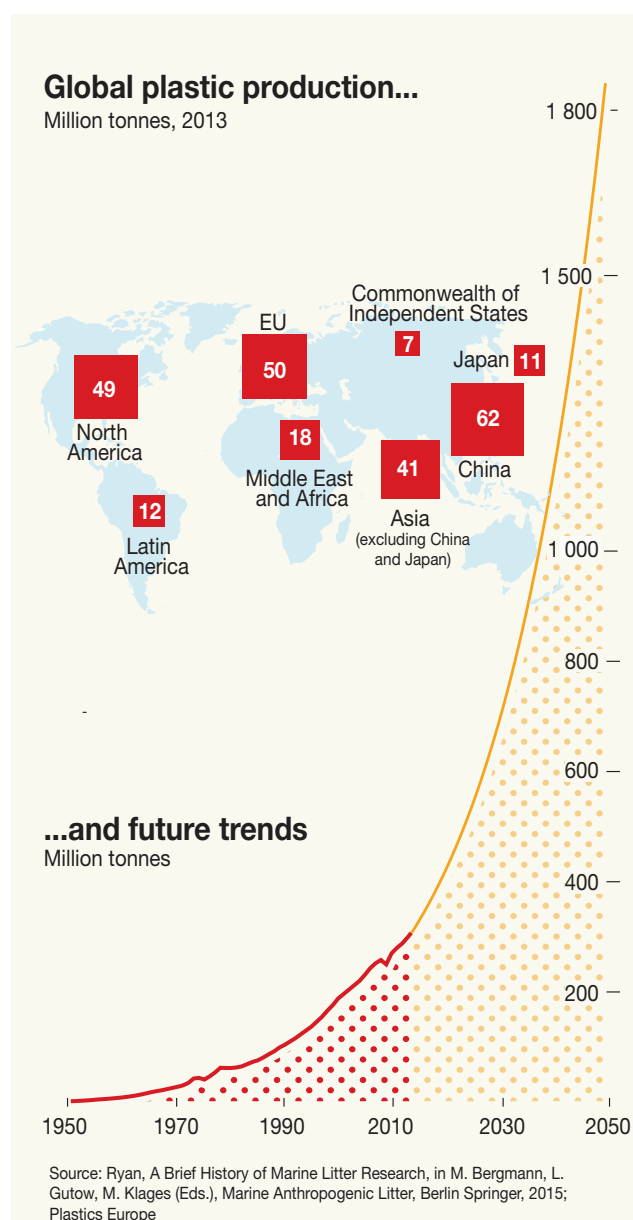 Global plastic production...
Million tonnes, 2013
1 800
1 500
Commonwealth of
Independent States
EU
7
Japan 11
49
50
62
North
America
18
Middle East
and Africa
41
China
12
Asia
(excluding China
and Japan)
Latin
America
1 000
800
-
600
...and future trends
Million tonnes
400
200
1950 1970 1990 2010 2030 2050
Source: Ryan, A Brief History of Marine Litter Research, in M. Bergmann, L.
Gutow, M. Klages (Eds.), Marine Anthropogenic Litter, Berlin Springer, 2015;
Plastics Europe